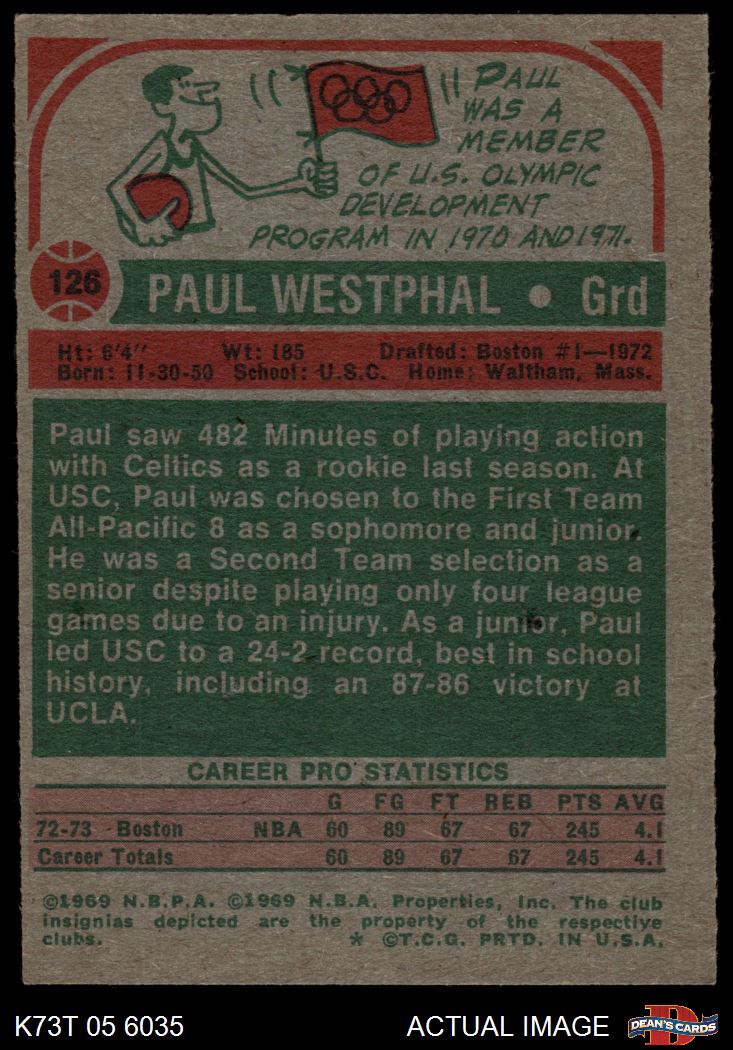 PAUL
WAS A
MEMBER
OF U.S. OLYMPIC
DEVELOPMENT
PROGRAM IN 1970 AND 1971.
126 PAUL WESTPHAL • Grd
Ht: 6'4" Wt: 185 Drafted: Boston #1—1972
Born: 11-30-50 School: U.S.C. Home: Waltham, Mass.
Paul saw 482 Minutes of playing action
with Celtics as a rookie last season. At
USC, Paul was chosen to the First Team
All-Pacific 8 as a sophomore and junior.
He was a Second Team selection as a
senior despite playing only four league
games due to an injury. As a junior, Paul
led USC to a 24-2 record, best in school
history, including an 87-86 victory at
UCLA.
CAREER PRO STATISTICS
G FG FT REB PTS AVG
72-73 Boston NBA 60 89 67 67 245 4.1
Career Totals 60 89 67 67 245 4.1
©1969 N.B.P.A. ©1969 N.B.A. Properties, Inc. The club
insignias depicted are the property of the respective
clubs. * ©T.C.G. PRTD. IN U.S.A.
K73T 05 6035 ACTUAL IMAGE DEAN'S CARDS